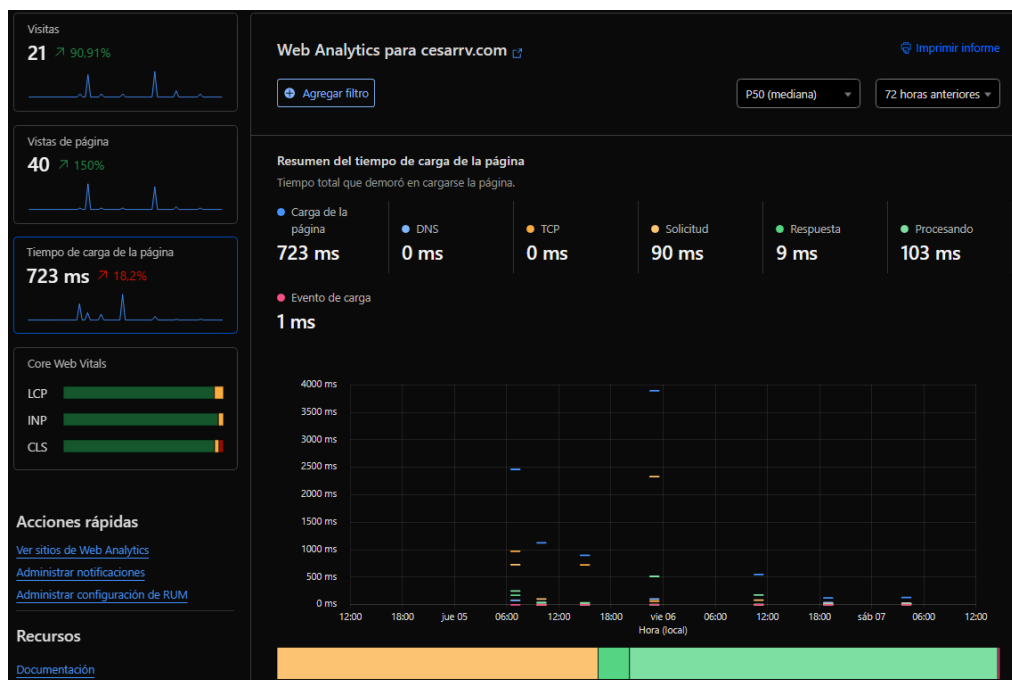 Visitas
21 90,91%
Vistas de página
40 150%
Tiempo de carga de la página
723 ms 18,2%
Core Web Vitals
LCP
INP
CLS
Acciones rápidas
Ver sitios de Web Analytics
Administrar notificaciones
Administrar configuración de RUM
Recursos
Documentación
Web Analytics para cesarrv.com
Imprimir informe
Agregar filtro
P50 (mediana)
72 horas anteriores
Resumen del tiempo de carga de la página
Tiempo total que demoró en cargarse la página.
Carga de la
página
723 ms
DNS
0 ms
TCP
0 ms
Solicitud
90 ms
Respuesta
9 ms
Procesando
103 ms
Evento de carga
1 ms
4000 ms
3500 ms
3000 ms
2500 ms
2000 ms
1500 ms
1000 ms
500 ms
0 ms
12:00 18:00 jue 05 06:00 12:00 18:00 vie 06 06:00 12:00 18:00 sáb 07 06:00 12:00
Hora (local)